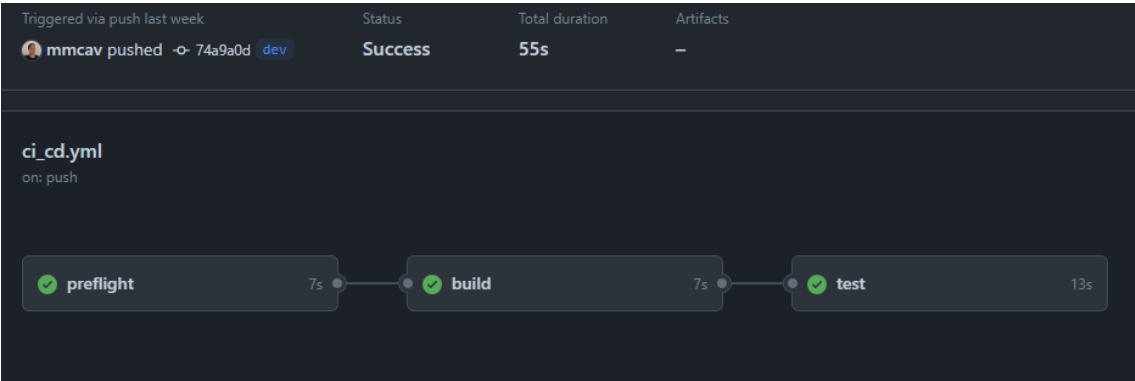 Triggered via push last week
mmcav pushed 74a9a0d dev
Status
Success
Total duration
55s
Artifacts
–
ci_cd.yml
on: push
preflight 7s
build 7s
test 13s